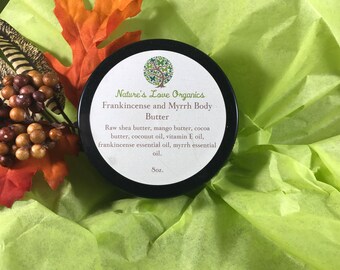 Nature's Love Organics
Frankincense and Myrrh Body
Butter
Raw shea butter, mango butter, cocoa
butter, coconut oil, vitamin E oil,
frankincense essential oil, myrrh essential
oil.
8oz.